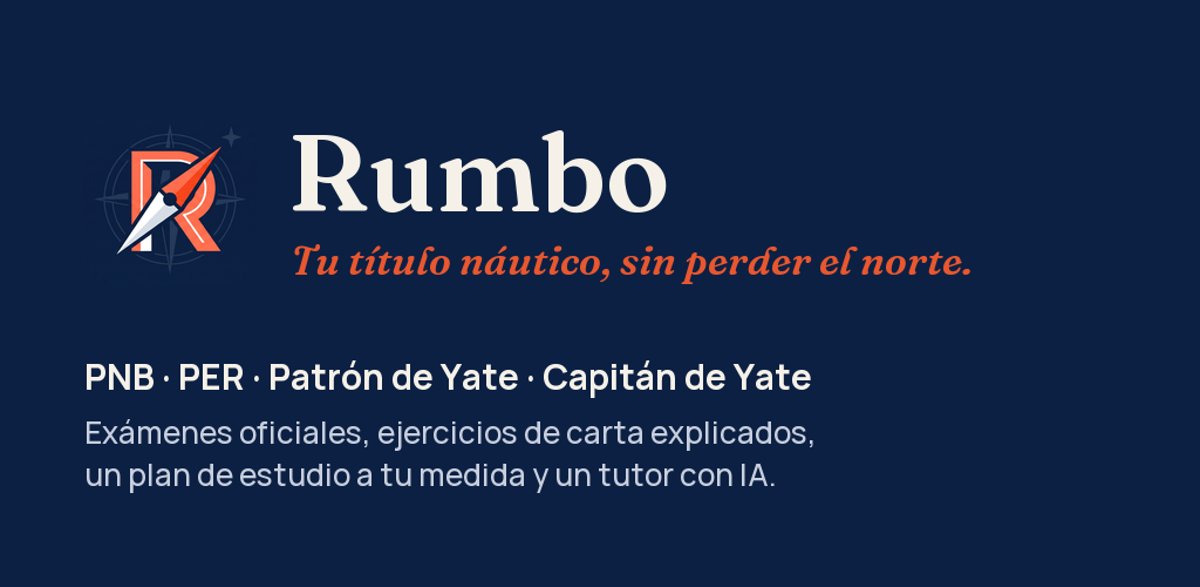 Rumbo
Tu título náutico, sin perder el norte.
PNB · PER · Patrón de Yate · Capitán de Yate
Exámenes oficiales, ejercicios de carta explicados,
un plan de estudio a tu medida y un tutor con IA.